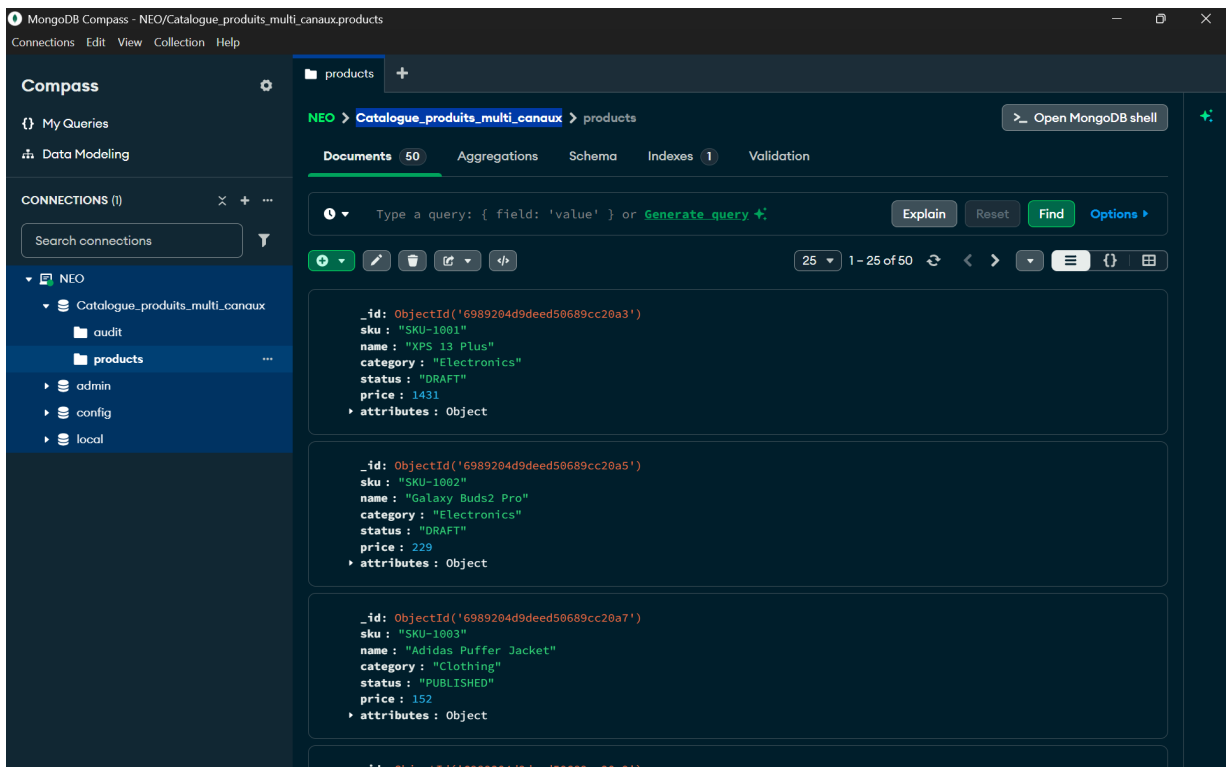 MongoDB Compass - NEO/Catalogue_produits_multi_canaux.products
Connections Edit View Collection Help
Compass
{} My Queries
Data Modeling
CONNECTIONS (1)
Search connections
NEO
Catalogue_produits_multi_canaux
audit
products
admin
config
local
products
NEO > Catalogue_produits_multi_canaux > products
>_ Open MongoDB shell
Documents 50 Aggregations Schema Indexes 1 Validation
Type a query: { field: 'value' } or Generate query
Explain Reset Find Options
25 1 – 25 of 50
_id: ObjectId('6989204d9deed50689cc20a3')
sku : "SKU-1001"
name : "XPS 13 Plus"
category : "Electronics"
status : "DRAFT"
price : 1431
attributes : Object
_id: ObjectId('6989204d9deed50689cc20a5')
sku : "SKU-1002"
name : "Galaxy Buds2 Pro"
category : "Electronics"
status : "DRAFT"
price : 229
attributes : Object
_id: ObjectId('6989204d9deed50689cc20a7')
sku : "SKU-1003"
name : "Adidas Puffer Jacket"
category : "Clothing"
status : "PUBLISHED"
price : 152
attributes : Object